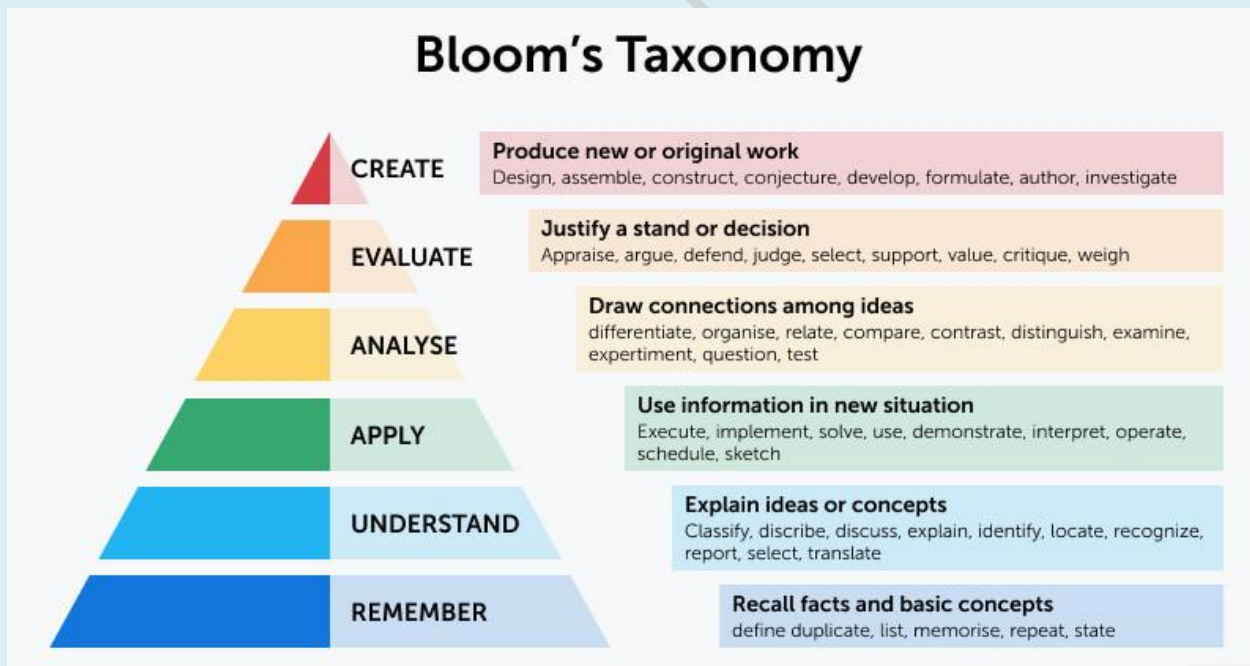 Bloom's Taxonomy
CREATE
Produce new or original work
Design, assemble, construct, conjecture, develop, formulate, author, investigate
EVALUATE
Justify a stand or decision
Appraise, argue, defend, judge, select, support, value, critique, weigh
ANALYSE
Draw connections among ideas
differentiate, organise, relate, compare, contrast, distinguish, examine,
expertiment, question, test
APPLY
Use information in new situation
Execute, implement, solve, use, demonstrate, interpret, operate,
schedule, sketch
UNDERSTAND
Explain ideas or concepts
Classify, discribe, discuss, explain, identify, locate, recognize,
report, select, translate
REMEMBER
Recall facts and basic concepts
define duplicate, list, memorise, repeat, state